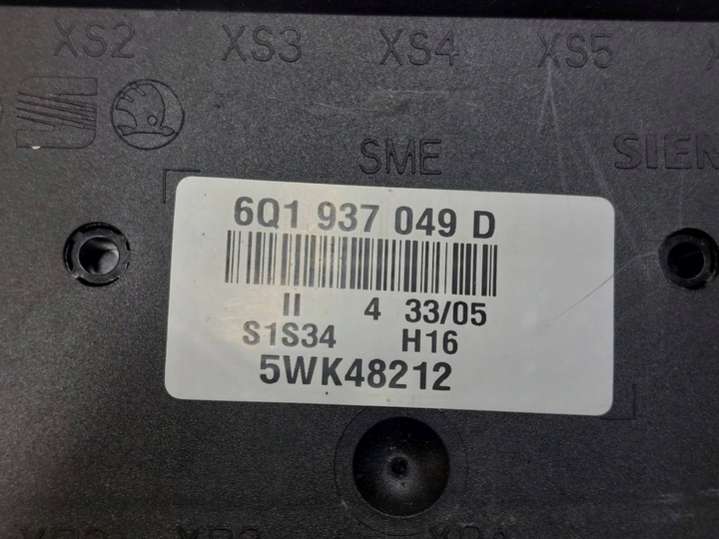 XS2 XS3 XS4 XS5
SME
6Q1 937 049 D
II 4 33/05
S1S34 H16
5WK48212